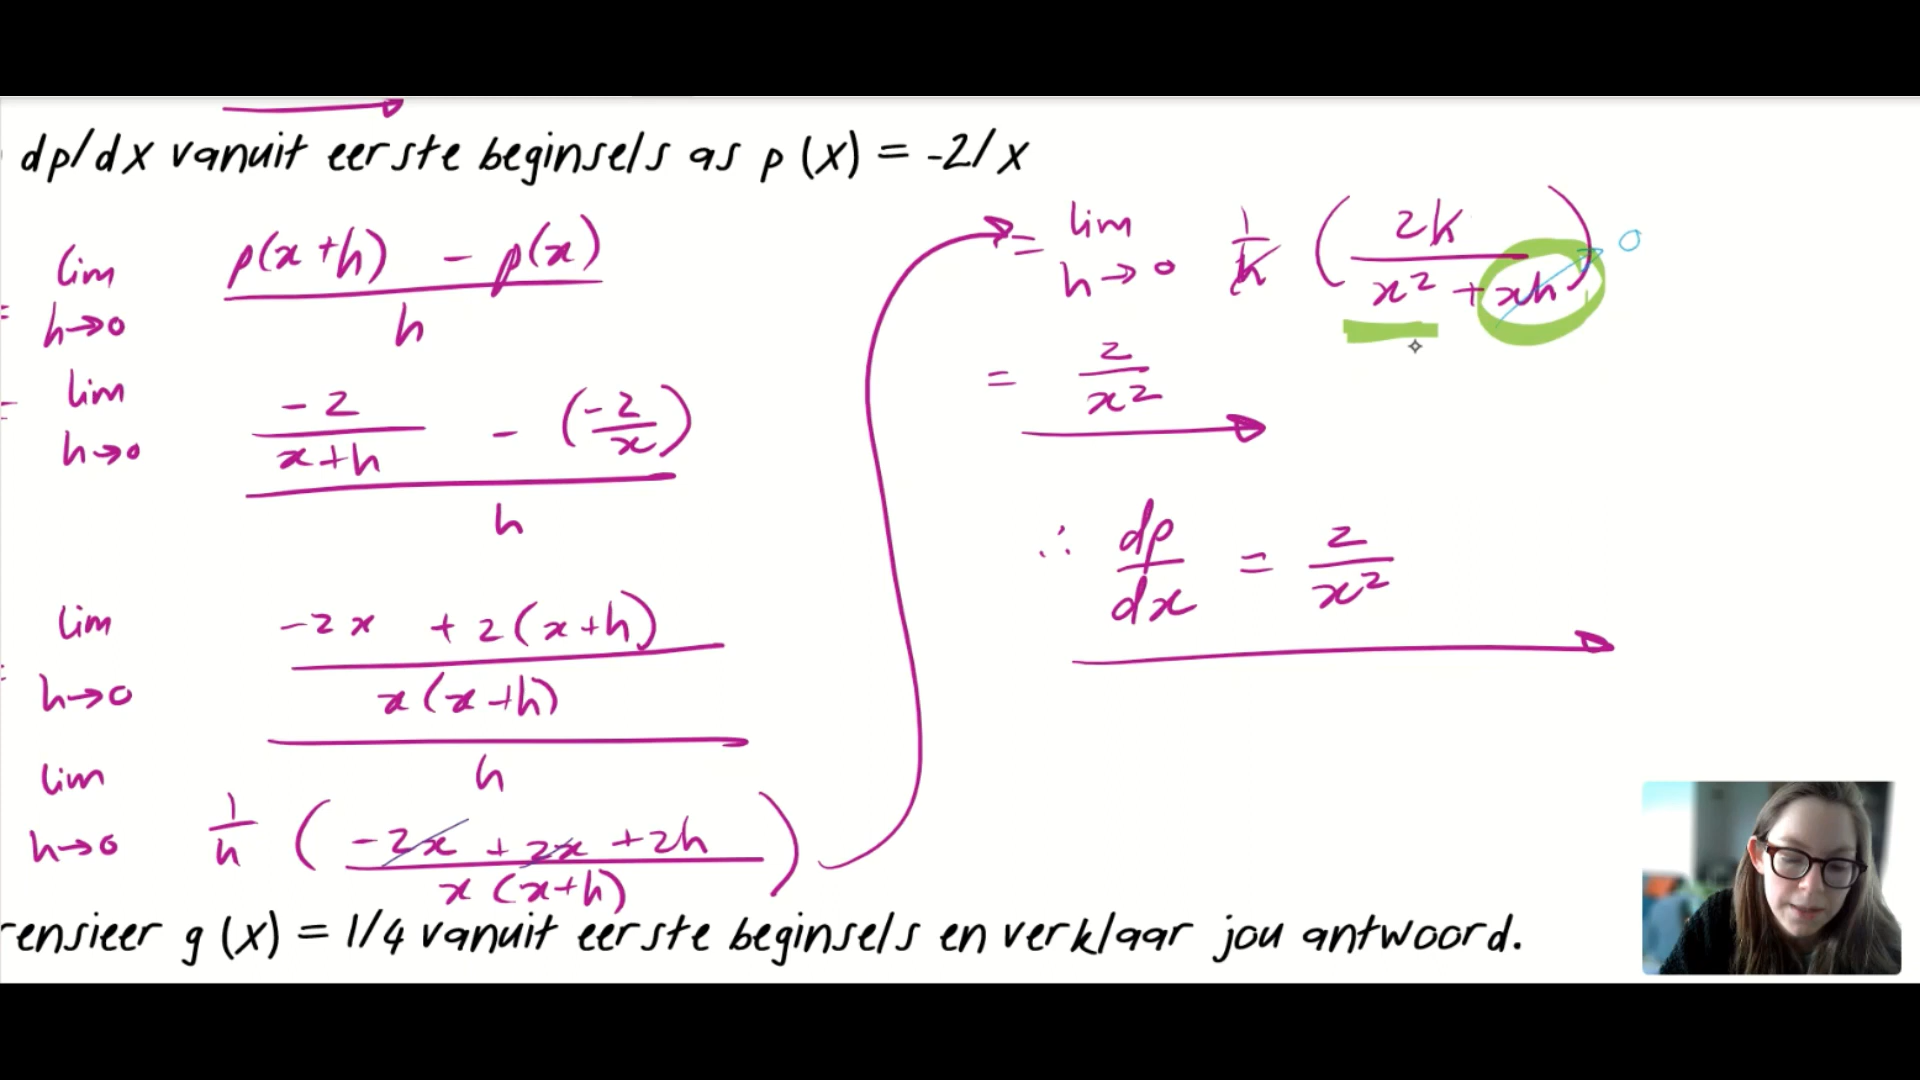 dp/dx vanuit eerste beginsels as p (x) = -2/x
lim h→0 p(x+h) - p(x) / h
= lim h→0 -2/x+h - (-2/x) / h
lim h→0 -2x + 2(x+h) / x(x+h) / h
lim h→0 1/h ( -2x + 2x + 2h / x(x+h) )
= lim h→0 1/h ( 2h / x² + xh ) 0
= 2/x²
∴ dp/dx = 2/x²
rensieer g (x) = 1/4 vanuit eerste beginsels en verklaar jou antwoord.